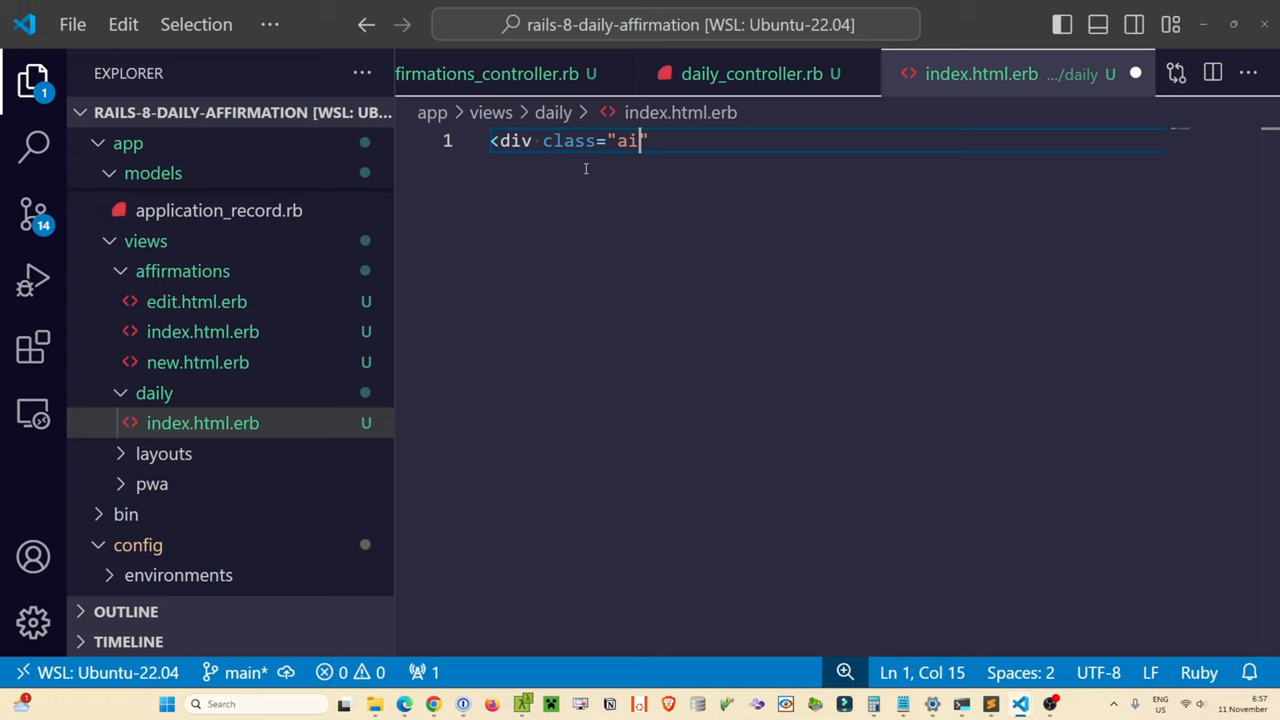 File Edit Selection
rails-8-daily-affirmation [WSL: Ubuntu-22.04]
EXPLORER
firmations_controller.rb U
daily_controller.rb U
index.html.erb .../daily U
1
RAILS-8-DAILY-AFFIRMATION [WSL: UB...
app > views > daily > index.html.erb
app
models
application_record.rb
views
affirmations
edit.html.erb U
index.html.erb U
new.html.erb U
daily
index.html.erb U
layouts
pwa
bin
config
environments
OUTLINE
TIMELINE
14
1 <div class="ai"
WSL: Ubuntu-22.04 main* 0 0 1 Ln 1, Col 15 Spaces: 2 UTF-8 LF Ruby
1 Search ENG US 6:57 11 November